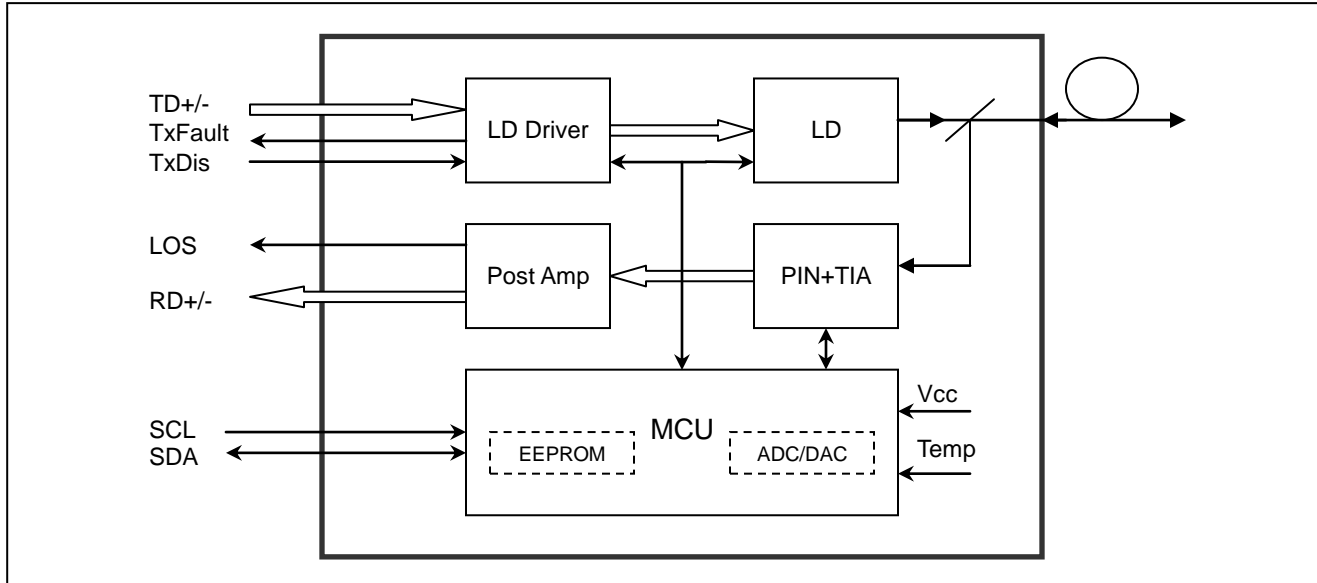 TD+/-
TxFault
TxDis
LD Driver
LD
LOS
RD+/-
Post Amp
PIN+TIA
SCL
SDA
MCU
EEPROM
ADC/DAC
Vcc
Temp